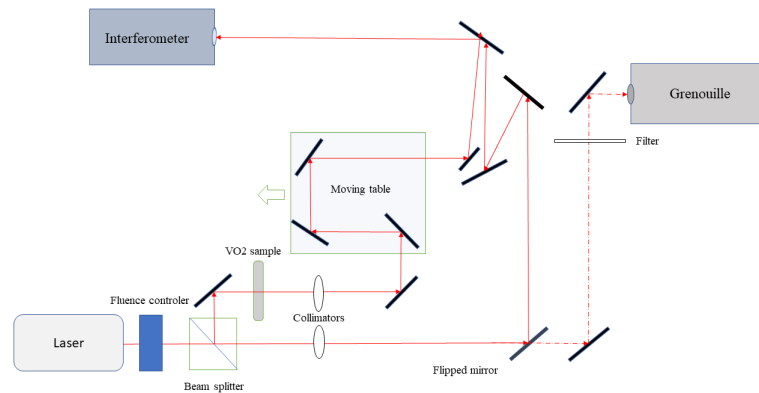 Interferometer
Grenouille
Filter
Moving table
VO2 sample
Fluence controler
Collimators
Laser
Flipped mirror
Beam splitter